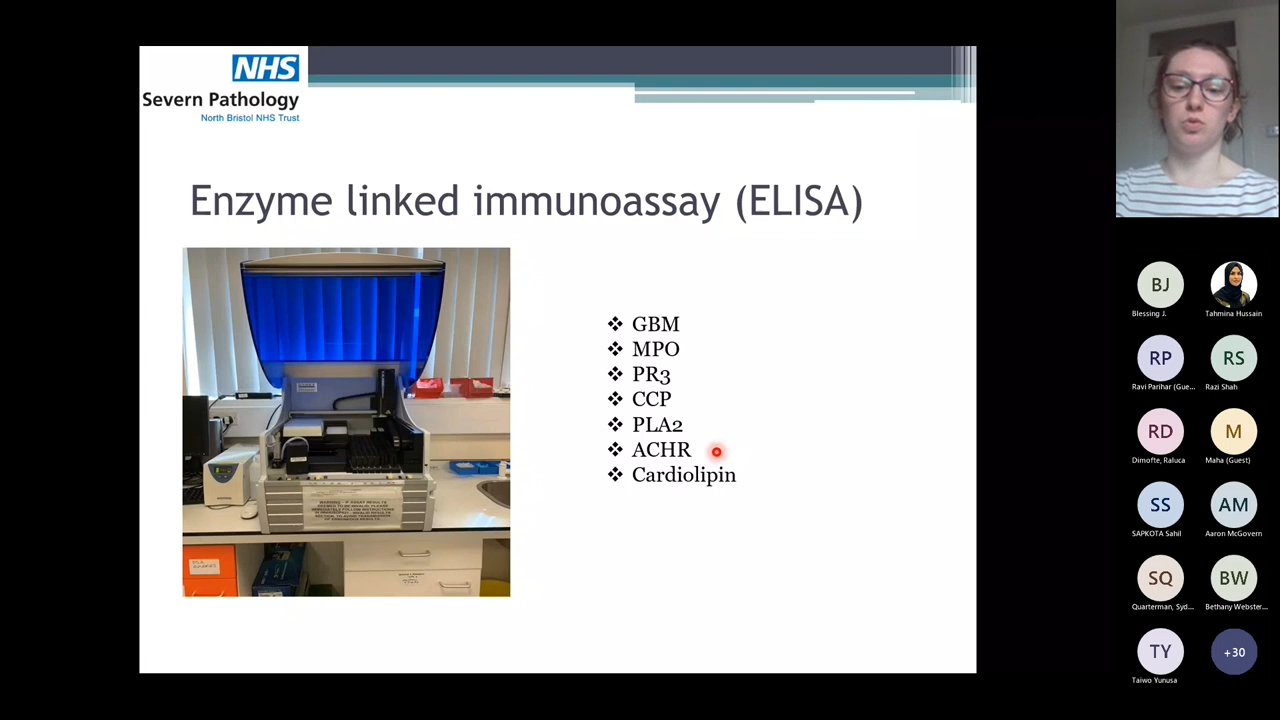 NHS
Severn Pathology
North Bristol NHS Trust
Enzyme linked immunoassay (ELISA)
GBM
MPO
PR3
CCP
PLA2
ACHR
Cardiolipin
BJ
Blessing J.
Tahmina Hussain
RP
Ravi Parihar (Gue...
RS
Razi Shah
RD
Dimofte, Raluca
M
Maha (Guest)
SS
SAPKOTA Sahil
AM
Aaron McGovern
SQ
Quarterman, Syd...
BW
Bethany Webster...
TY
Taiwo Yunusa
+30